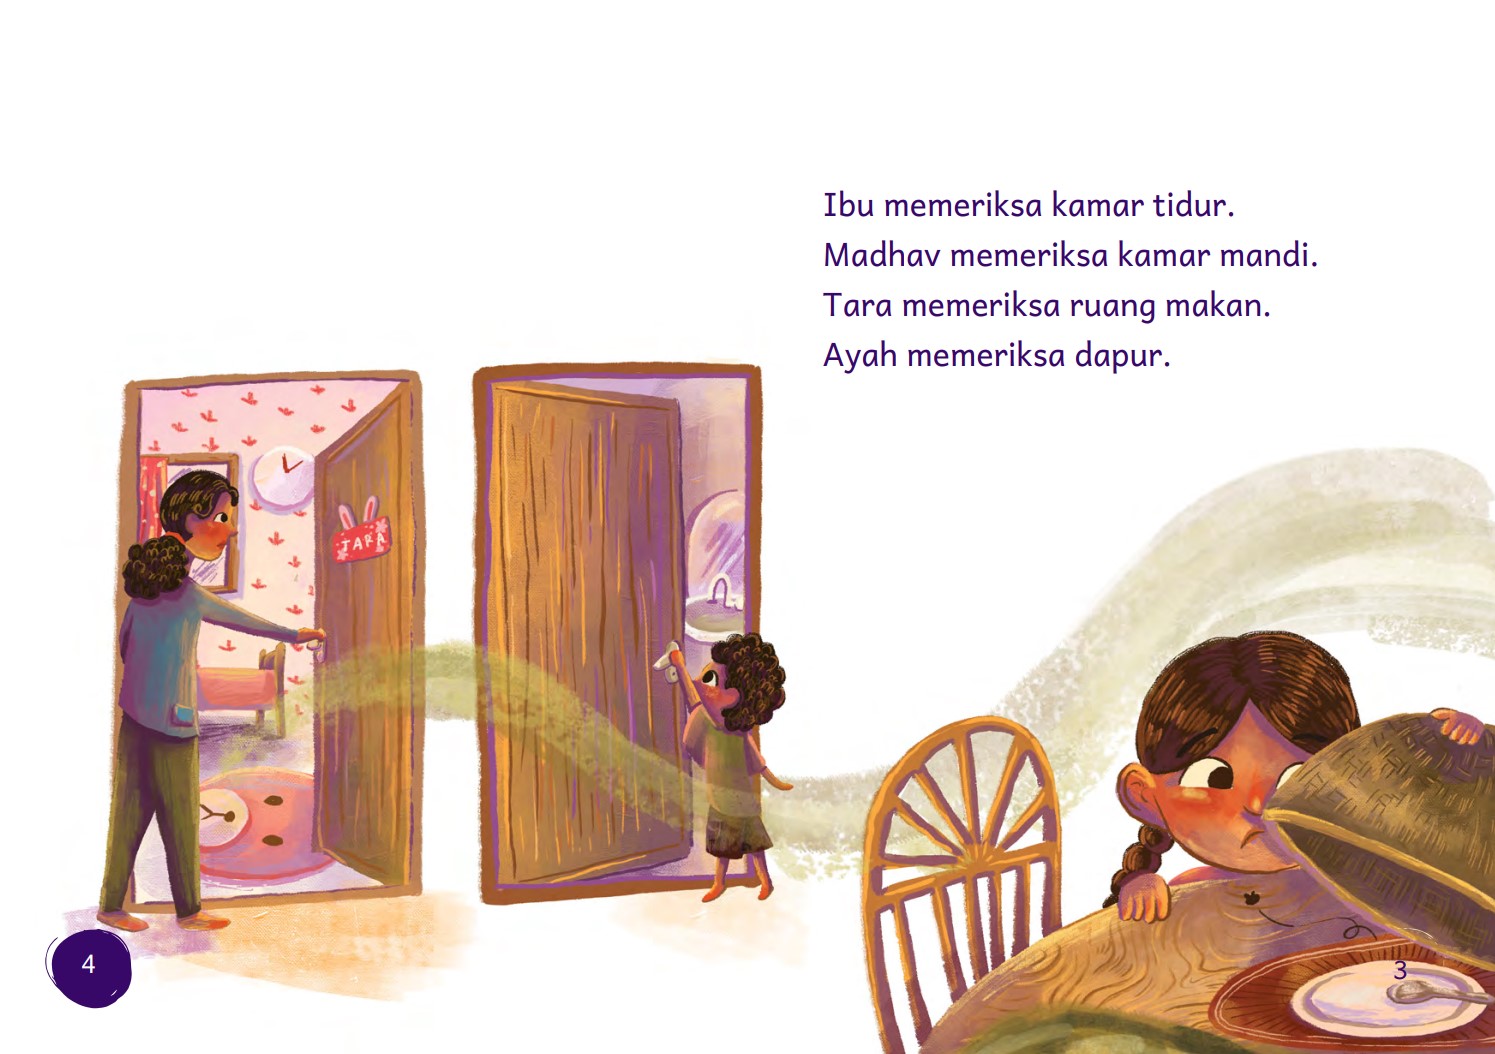 Ibu memeriksa kamar tidur.
Madhav memeriksa kamar mandi.
Tara memeriksa ruang makan.
Ayah memeriksa dapur.
TARA
4
3